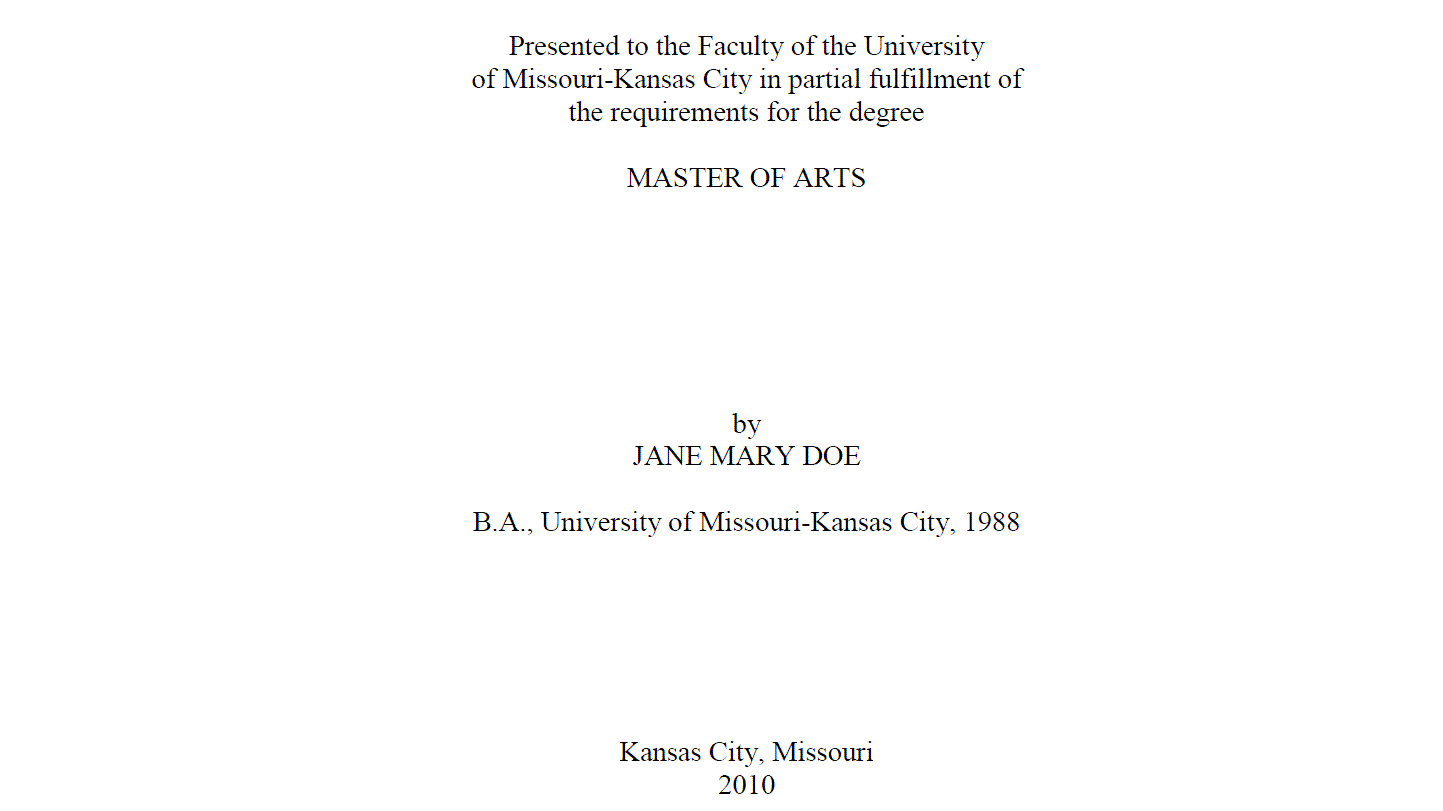 Presented to the Faculty of the University
of Missouri-Kansas City in partial fulfillment of
the requirements for the degree
MASTER OF ARTS
by
JANE MARY DOE
B.A., University of Missouri-Kansas City, 1988
Kansas City, Missouri
2010